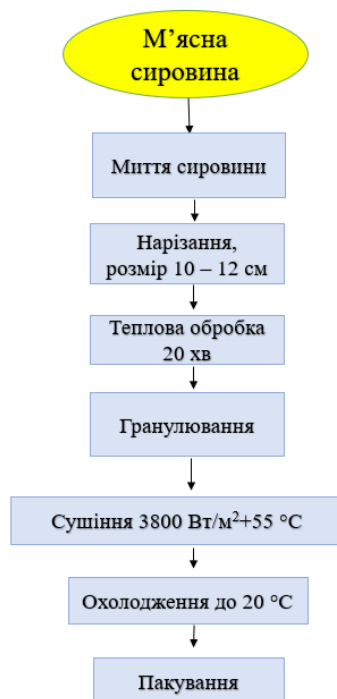 М’ясна
сировина
Миття сировини
Нарізання,
розмір 10 – 12 см
Теплова обробка
20 хв
Гранулювання
Сушіння 3800 Вт/м²+55 °С
Охолодження до 20 °С
Пакування